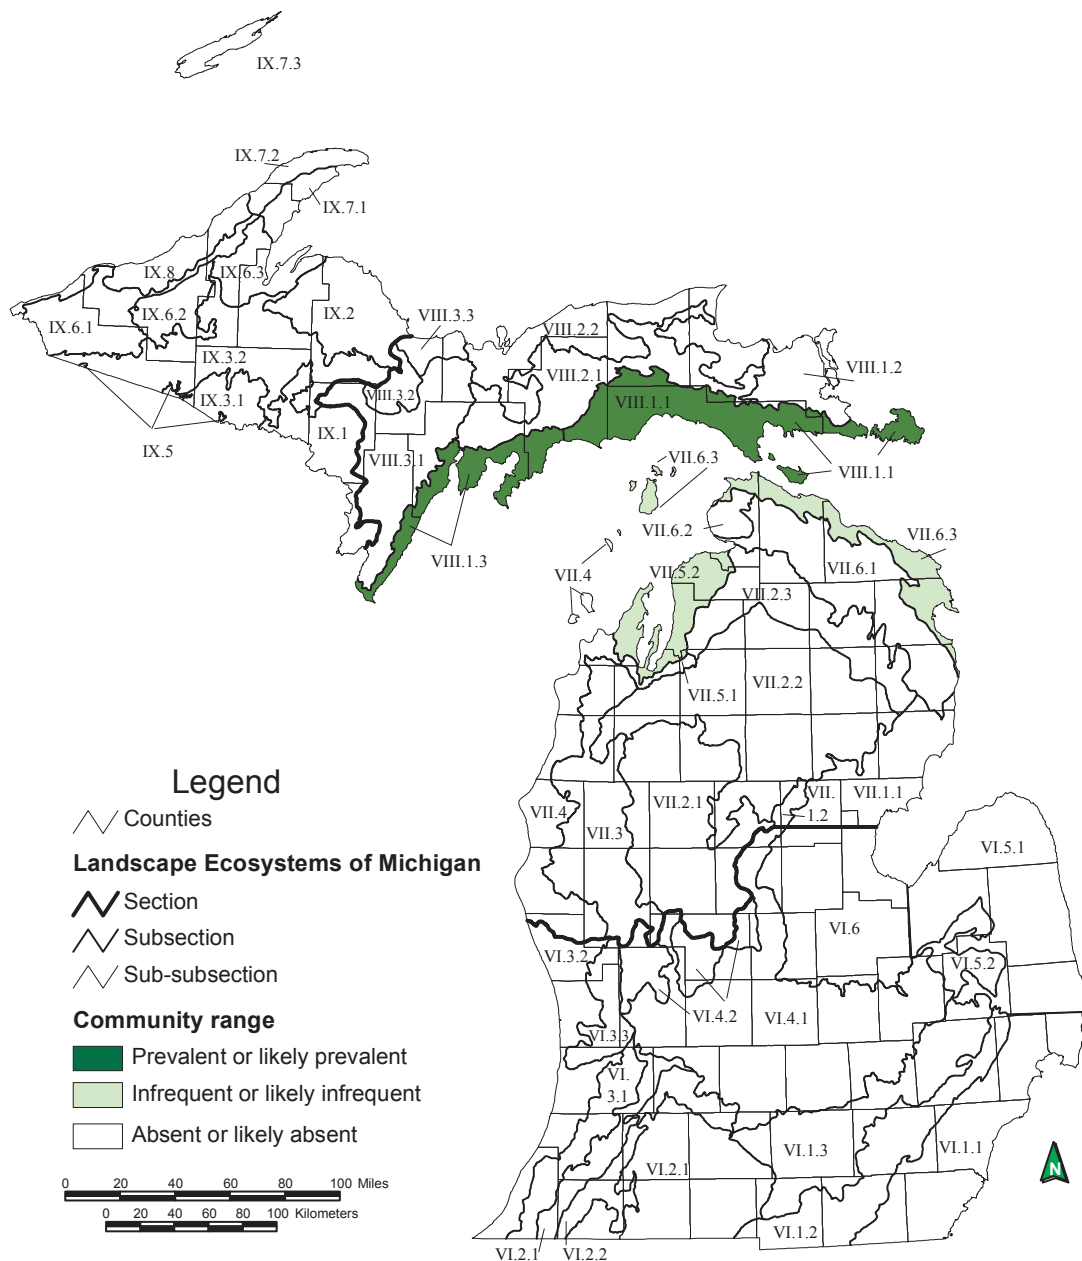 IX.7.3
IX.7.2
IX.7.1
IX.8
IX.6.3
IX.6.1
IX.6.2
IX.2
VIII.3.3
VIII.2.2
IX.3.2
VIII.2.1
VIII.1.2
IX.3.1
VIII.3.2
VIII.1.1
IX.1
IX.5
VIII.3.1
VII.6.3
VIII.1.1
VII.6.2
VII.6.3
VIII.1.3
VII.6.1
VII.4
VII.5.2
VII.2.3
VII.5.1
VII.2.2
Legend
Counties
Landscape Ecosystems of Michigan
Section
Subsection
Sub-subsection
Community range
Prevalent or likely prevalent
Infrequent or likely infrequent
Absent or likely absent
0 20 40 60 80 100 Miles
0 20 40 60 80 100 Kilometers
VII.4
VII.3
VII.2.1
VII.
1.2
VII.1.1
VI.5.1
VI.6
VI.3.2
VI.5.2
VI.4.2
VI.4.1
VI.3.3
VI.
3.1
VI.1.3
VI.1.1
VI.2.1
N
VI.1.2
VI.2.1
VI.2.2